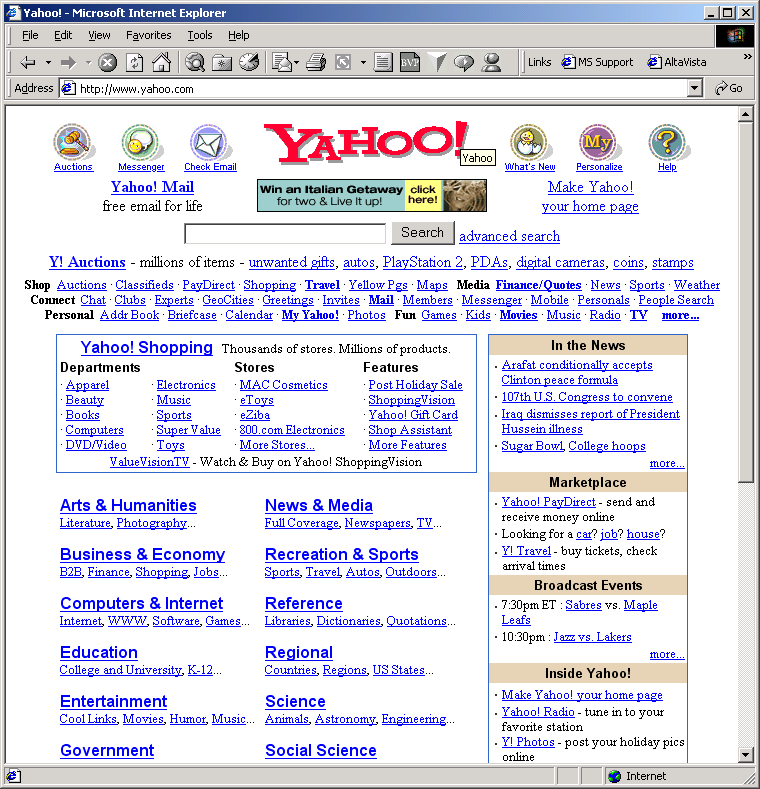 Yahoo! - Microsoft Internet Explorer
File Edit View Favorites Tools Help
BVP Links MS Support AltaVista »
Address http://www.yahoo.com Go
YAHOO!
My
Yahoo
Auctions Messenger Check Email What's New Personalize Help
Yahoo! Mail
free email for life
Win an Italian Getaway
for two & Live It up!
click
here!
Make Yahoo!
your home page
Search advanced search
Y! Auctions - millions of items - unwanted gifts, autos, PlayStation 2, PDAs, digital cameras, coins, stamps
Shop Auctions · Classifieds · PayDirect · Shopping · Travel · Yellow Pgs · Maps Media Finance/Quotes · News · Sports · Weather
Connect Chat · Clubs · Experts · GeoCities · Greetings · Invites · Mail · Members · Messenger · Mobile · Personals · People Search
Personal Addr Book · Briefcase · Calendar · My Yahoo! · Photos Fun Games · Kids · Movies · Music · Radio · TV more...
Yahoo! Shopping Thousands of stores. Millions of products.
Departments Stores Features
· Apparel · Electronics · MAC Cosmetics · Post Holiday Sale
· Beauty · Music · eToys · ShoppingVision
· Books · Sports · eZiba · Yahoo! Gift Card
· Computers · Super Value · 800.com Electronics · Shop Assistant
· DVD/Video · Toys · More Stores... · More Features
ValueVisionTV - Watch & Buy on Yahoo! ShoppingVision
Arts & Humanities
Literature, Photography...
News & Media
Full Coverage, Newspapers, TV...
Business & Economy
B2B, Finance, Shopping, Jobs...
Recreation & Sports
Sports, Travel, Autos, Outdoors...
Computers & Internet
Internet, WWW, Software, Games...
Reference
Libraries, Dictionaries, Quotations...
Education
College and University, K-12...
Regional
Countries, Regions, US States...
Entertainment
Cool Links, Movies, Humor, Music...
Science
Animals, Astronomy, Engineering...
Government
Social Science
In the News
· Arafat conditionally accepts
Clinton peace formula
· 107th U.S. Congress to convene
· Iraq dismisses report of President
Hussein illness
· Sugar Bowl, College hoops
more...
Marketplace
· Yahoo! PayDirect - send and
receive money online
· Looking for a car? job? house?
· Y! Travel - buy tickets, check
arrival times
Broadcast Events
· 7:30pm ET : Sabres vs. Maple
Leafs
· 10:30pm : Jazz vs. Lakers
more...
Inside Yahoo!
· Make Yahoo! your home page
· Yahoo! Radio - tune in to your
favorite station
· Y! Photos - post your holiday pics
online
Internet